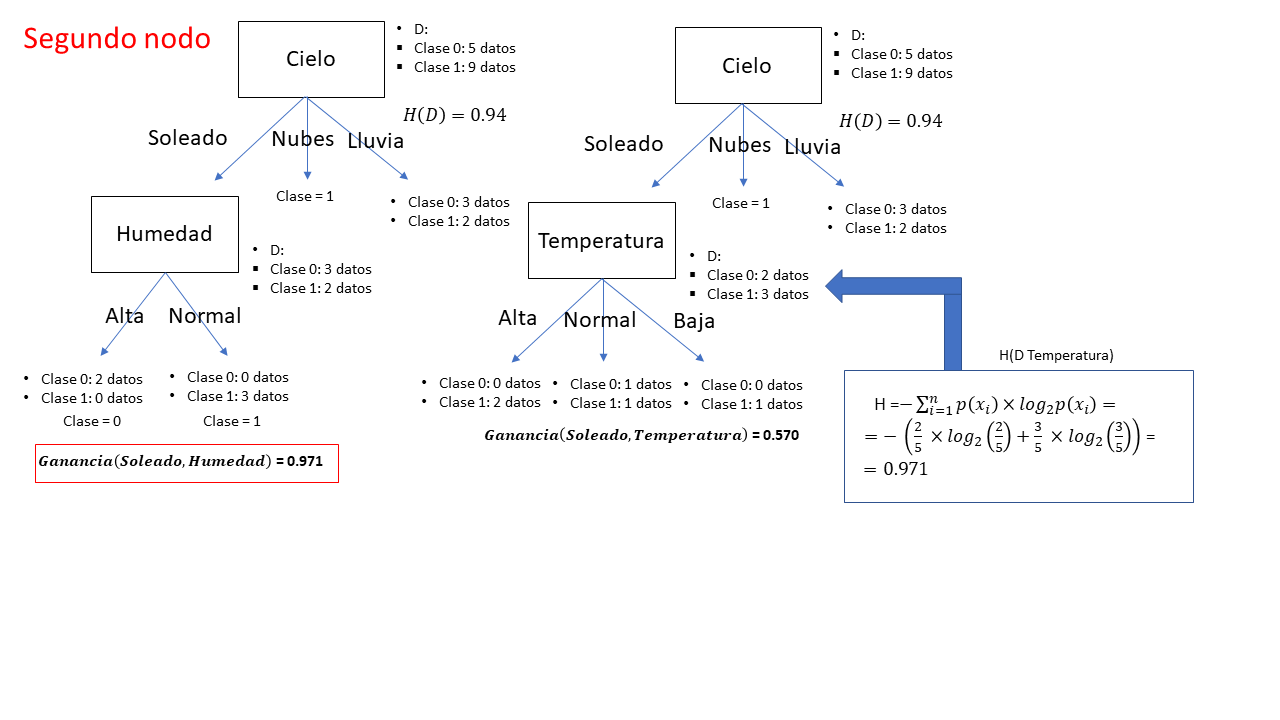 Segundo nodo
Cielo
• D:
▪ Clase 0: 5 datos
▪ Clase 1: 9 datos
H(D) = 0.94
Soleado
Nubes
Lluvia
Clase = 1
• Clase 0: 3 datos
• Clase 1: 2 datos
Humedad
• D:
▪ Clase 0: 3 datos
▪ Clase 1: 2 datos
Alta
Normal
• Clase 0: 2 datos
• Clase 1: 0 datos
Clase = 0
• Clase 0: 0 datos
• Clase 1: 3 datos
Clase = 1
Ganancia(Soleado, Humedad) = 0.971
Cielo
• D:
▪ Clase 0: 5 datos
▪ Clase 1: 9 datos
H(D) = 0.94
Soleado
Nubes
Lluvia
Clase = 1
• Clase 0: 3 datos
• Clase 1: 2 datos
Temperatura
• D:
▪ Clase 0: 2 datos
▪ Clase 1: 3 datos
Alta
Normal
Baja
• Clase 0: 0 datos
• Clase 1: 2 datos
• Clase 0: 1 datos
• Clase 1: 1 datos
• Clase 0: 0 datos
• Clase 1: 1 datos
Ganancia(Soleado, Temperatura) = 0.570
H(D Temperatura)
H =−∑ⁿᵢ₌₁ p(xᵢ) × log₂p(xᵢ) =
= − (2/5 × log₂(2/5) + 3/5 × log₂(3/5)) =
= 0.971